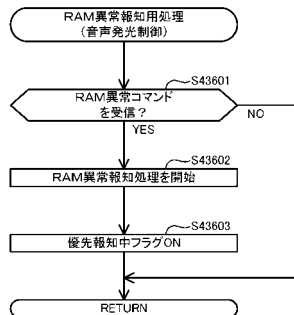 RAM異常報知用処理
(音声発光制御)
S43601
RAM異常コマンド
を受信？
NO
YES
S43602
RAM異常報知処理を開始
S43603
優先報知中フラグON
RETURN